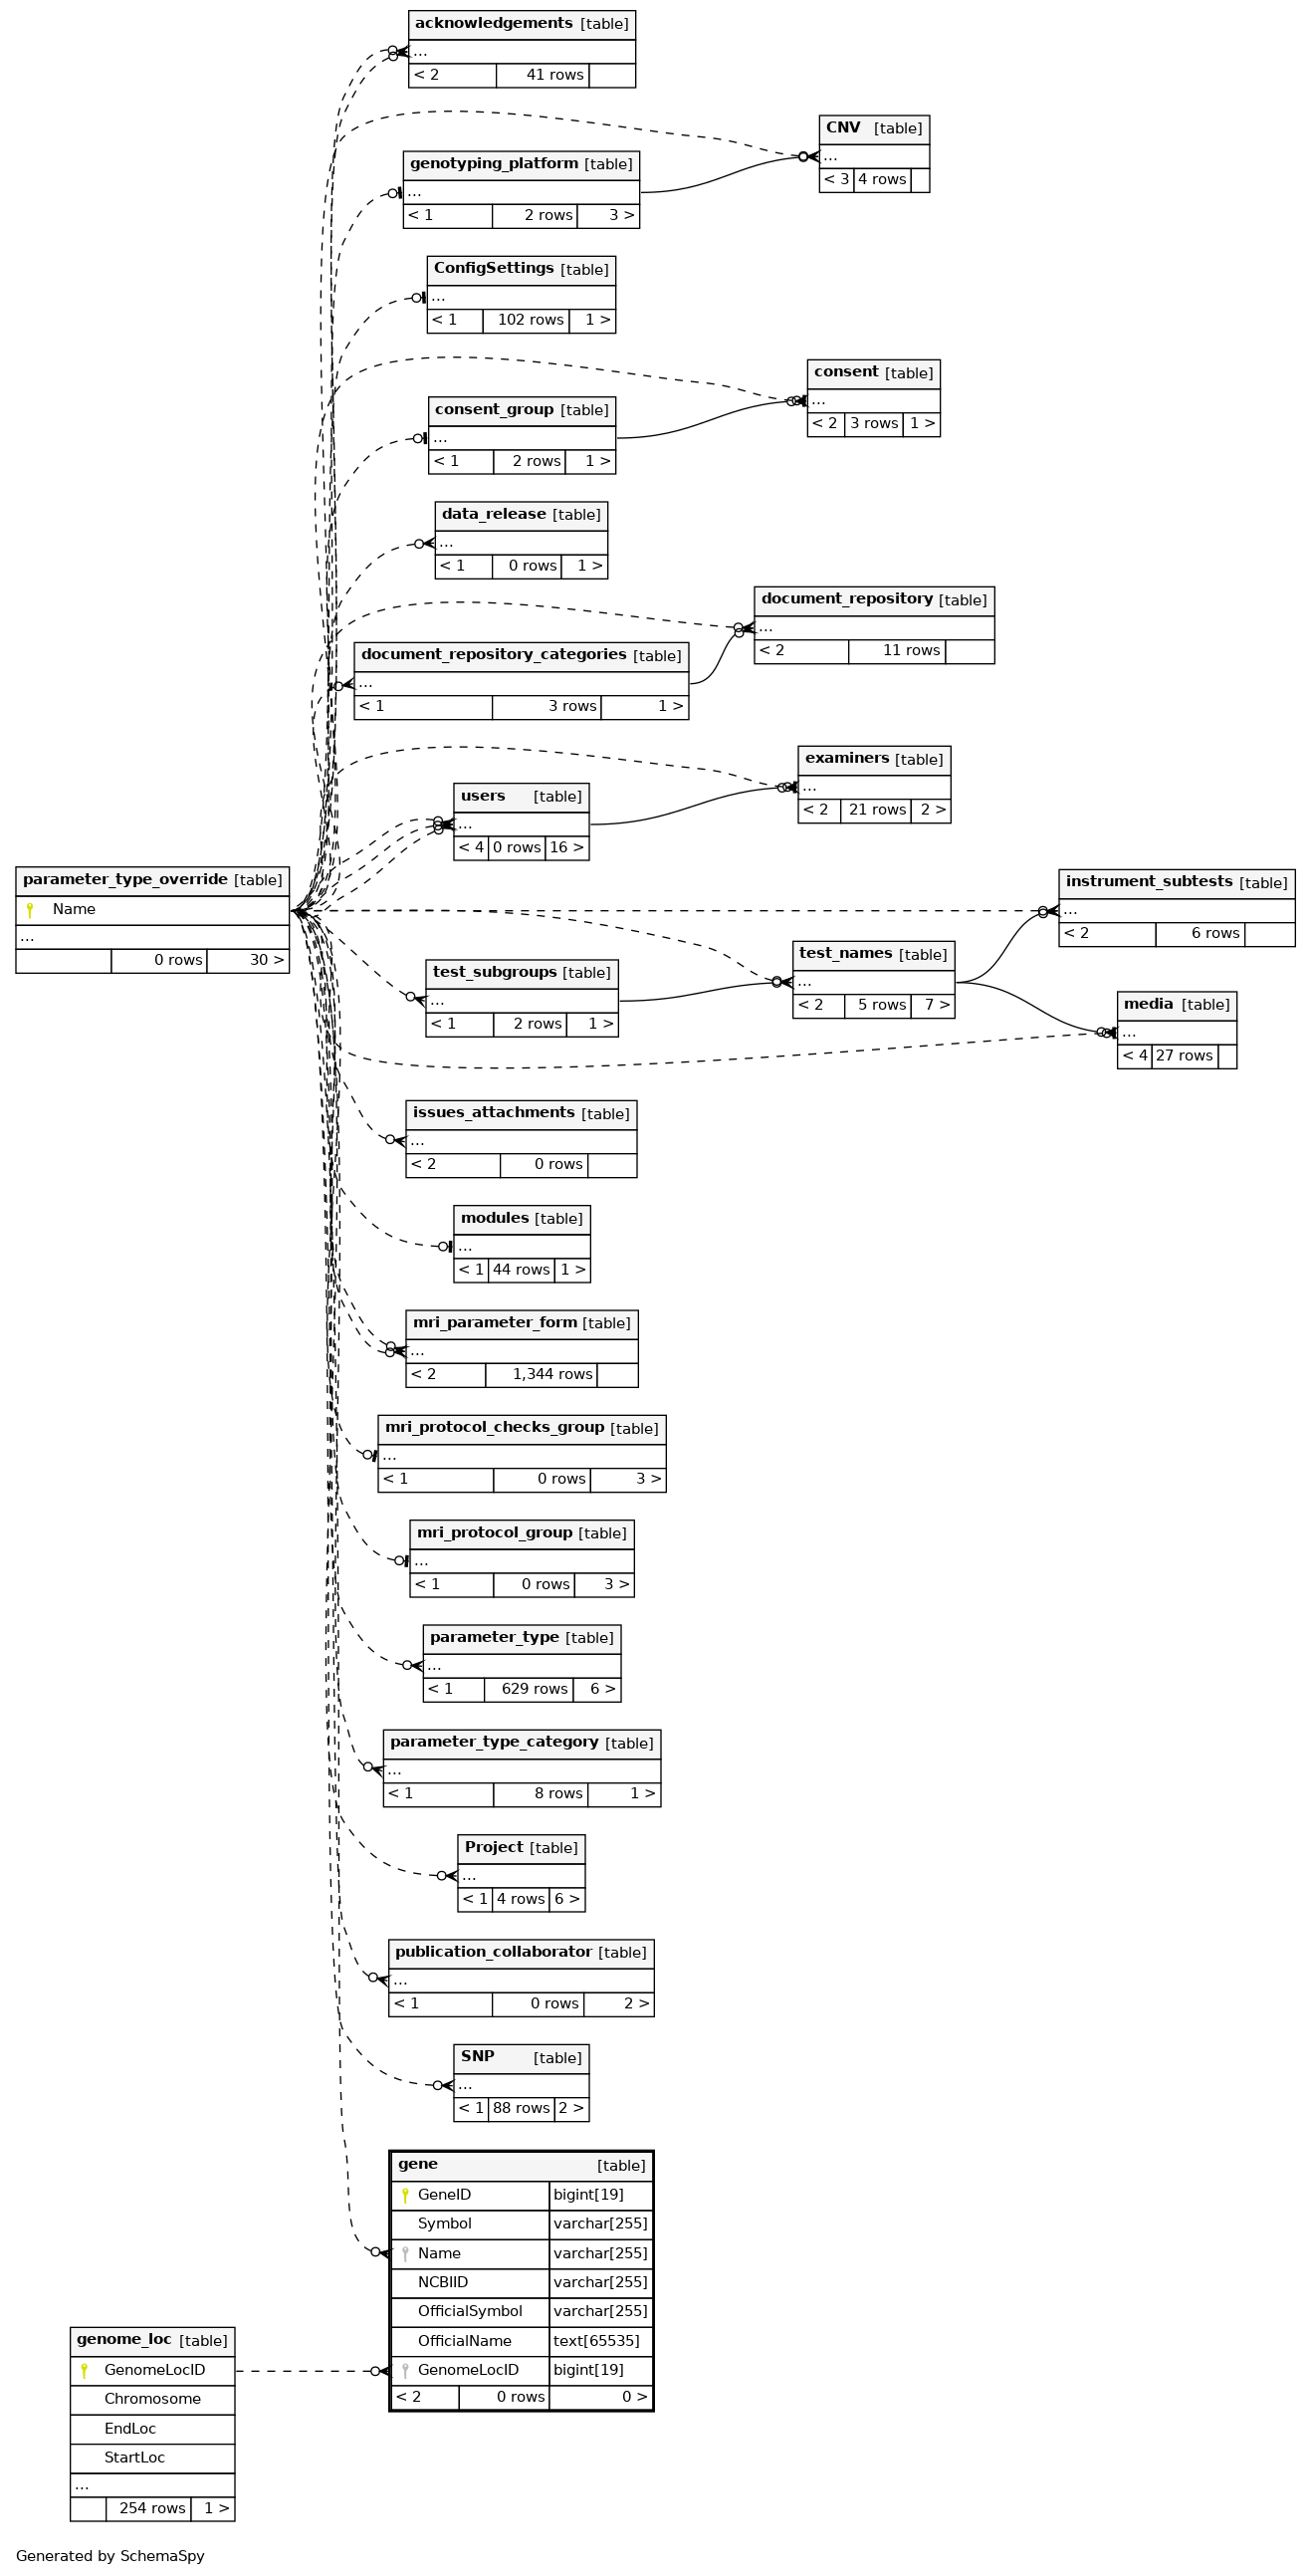 acknowledgements [table]
...
< 2 41 rows
CNV [table]
...
< 3 4 rows
genotyping_platform [table]
...
< 1 2 rows 3 >
ConfigSettings [table]
...
< 1 102 rows 1 >
consent [table]
...
< 2 3 rows 1 >
consent_group [table]
...
< 1 2 rows 1 >
data_release [table]
...
< 1 0 rows 1 >
document_repository [table]
...
< 2 11 rows
document_repository_categories [table]
...
< 1 3 rows 1 >
examiners [table]
...
< 2 21 rows 2 >
users [table]
...
< 4 0 rows 16 >
parameter_type_override [table]
Name
...
0 rows 30 >
instrument_subtests [table]
...
< 2 6 rows
test_names [table]
...
< 2 5 rows 7 >
test_subgroups [table]
...
< 1 2 rows 1 >
media [table]
...
< 4 27 rows
issues_attachments [table]
...
< 2 0 rows
modules [table]
...
< 1 44 rows 1 >
mri_parameter_form [table]
...
< 2 1,344 rows
mri_protocol_checks_group [table]
...
< 1 0 rows 3 >
mri_protocol_group [table]
...
< 1 0 rows 3 >
parameter_type [table]
...
< 1 629 rows 6 >
parameter_type_category [table]
...
< 1 8 rows 1 >
Project [table]
...
< 1 4 rows 6 >
publication_collaborator [table]
...
< 1 0 rows 2 >
SNP [table]
...
< 1 88 rows 2 >
gene [table]
GeneID bigint[19]
Symbol varchar[255]
Name varchar[255]
NCBIID varchar[255]
OfficialSymbol varchar[255]
OfficialName text[65535]
GenomeLocID bigint[19]
< 2 0 rows 0 >
genome_loc [table]
GenomeLocID
Chromosome
EndLoc
StartLoc
...
254 rows 1 >
Generated by SchemaSpy